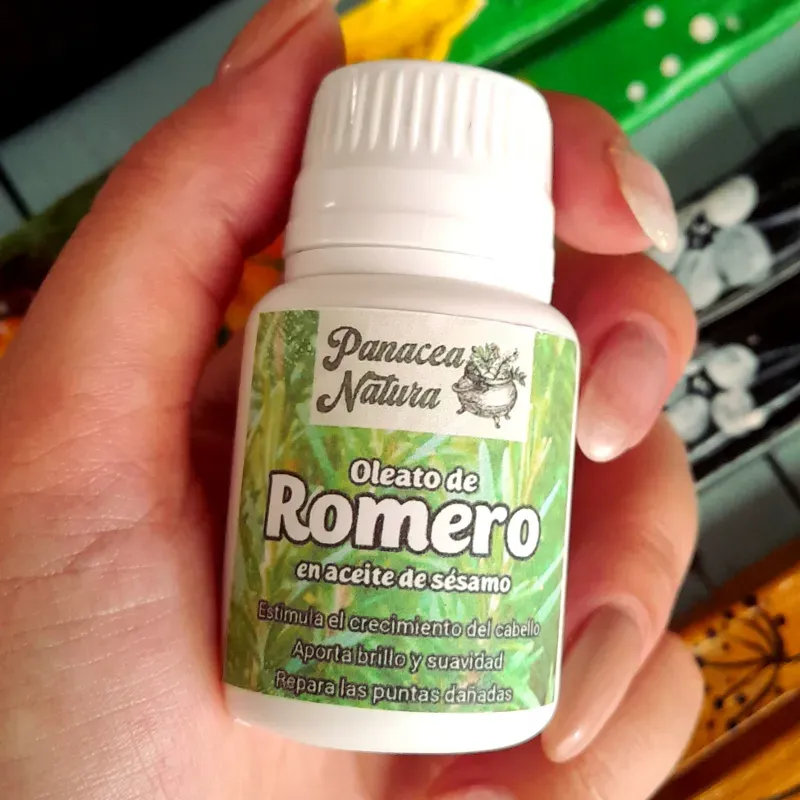 Panacea
Natura
Oleato de
Romero
en aceite de sésamo
Estimula el crecimiento del cabello
Aporta brillo y suavidad
Repara las puntas dañadas